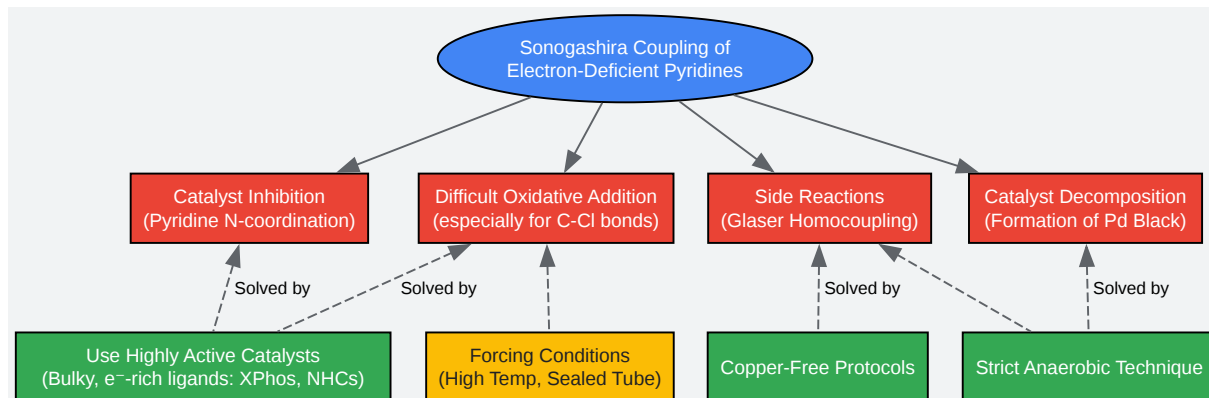 Sonogashira Coupling of
Electron-Deficient Pyridines
Catalyst Inhibition
(Pyridine N-coordination)
Difficult Oxidative Addition
(especially for C-Cl bonds)
Side Reactions
(Glaser Homocoupling)
Catalyst Decomposition
(Formation of Pd Black)
Solved by
Solved by
Solved by
Solved by
Use Highly Active Catalysts
(Bulky, e⁻-rich ligands: XPhos, NHCs)
Forcing Conditions
(High Temp, Sealed Tube)
Copper-Free Protocols
Strict Anaerobic Technique